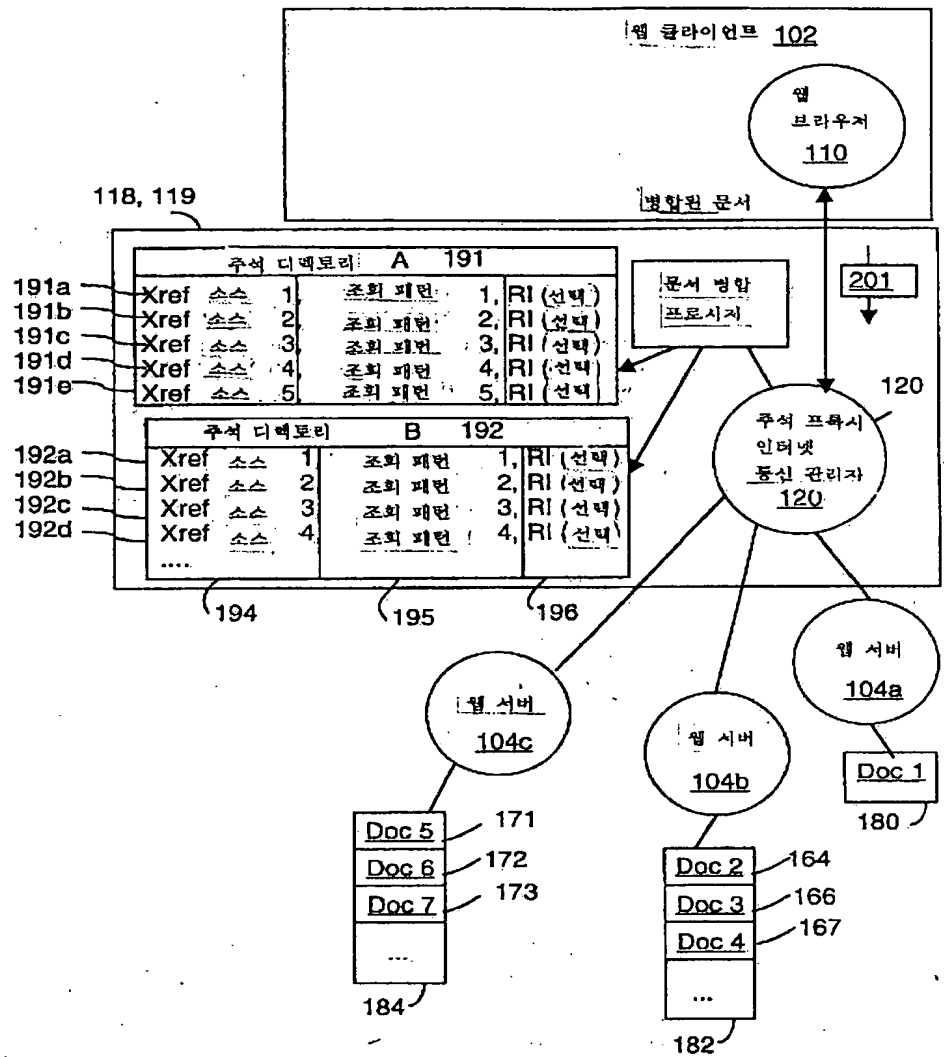 웹 클라이언트 102
웹
브라우저
110
병합된 문서
118, 119
주석 디렉토리 A 191
191a Xref 소스 1, 조회 패턴 1, RI (선택)
191b Xref 소스 2, 조회 패턴 2, RI (선택)
191c Xref 소스 3, 조회 패턴 3, RI (선택)
191d Xref 소스 4, 조회 패턴 4, RI (선택)
191e Xref 소스 5, 조회 패턴 5, RI (선택)
문서 병합
프로시저
201
120
주석 프록시
인터넷
통신 관리자
120
주석 디렉토리 B 192
192a Xref 소스 1, 조회 패턴 1, RI (선택)
192b Xref 소스 2, 조회 패턴 2, RI (선택)
192c Xref 소스 3, 조회 패턴 3, RI (선택)
192d Xref 소스 4, 조회 패턴 4, RI (선택)
....
194 195 196
웹 서버
104a
Doc 1
180
웹 서버
104b
Doc 2 164
Doc 3 166
Doc 4 167
...
182
웹 서버
104c
Doc 5 171
Doc 6 172
Doc 7 173
...
184